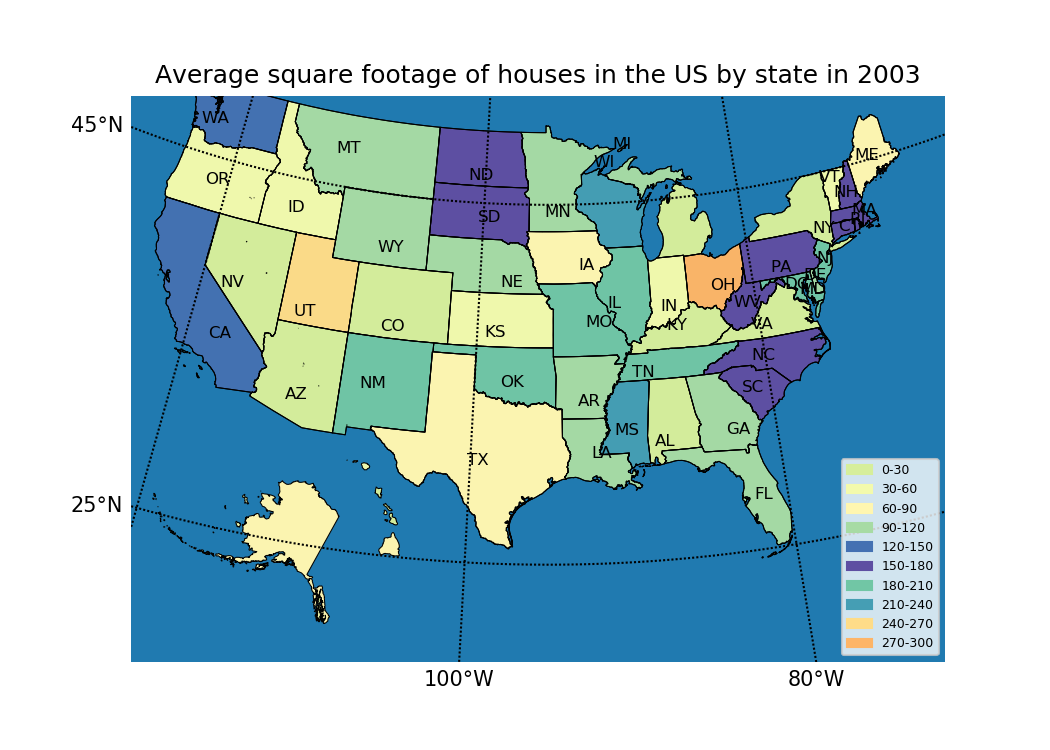 Average square footage of houses in the US by state in 2003
45°N
25°N
100°W
80°W
WA
MT
ND
MI
WI
ME
VT
NH
OR
ID
SD
MN
MA
NY
CT
WY
NE
IA
PA
NV
UT
CO
KS
MO
IL
IN
OH
WV
DC
MD
DE
KY
VA
CA
AZ
NM
OK
AR
TN
NC
SC
MS
AL
GA
TX
LA
FL
0-30
30-60
60-90
90-120
120-150
150-180
180-210
210-240
240-270
270-300